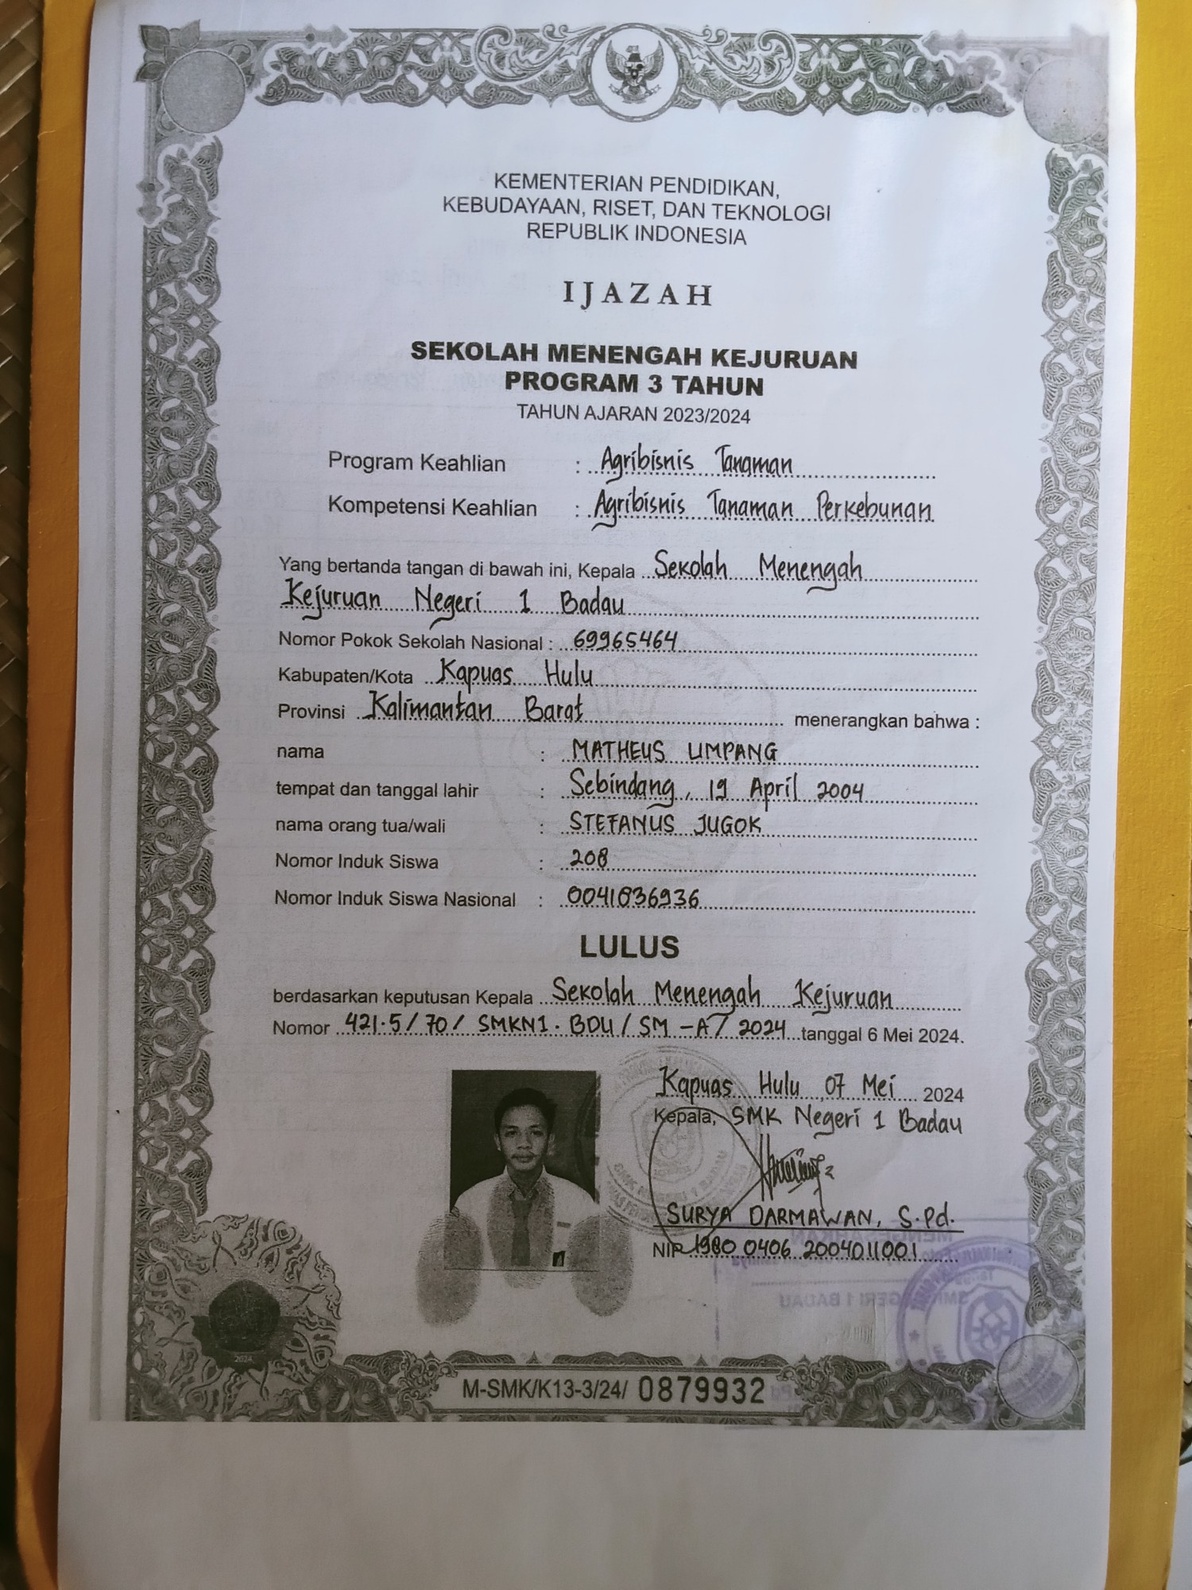 KEMENTERIAN PENDIDIKAN,
KEBUDAYAAN, RISET, DAN TEKNOLOGI
REPUBLIK INDONESIA
IJAZAH
SEKOLAH MENENGAH KEJURUAN
PROGRAM 3 TAHUN
TAHUN AJARAN 2023/2024
Program Keahlian : Agribisnis Tanaman
Kompetensi Keahlian : Agribisnis Tanaman Perkebunan
Yang bertanda tangan di bawah ini, Kepala Sekolah Menengah
Kejuruan Negeri 1 Badau
Nomor Pokok Sekolah Nasional : 69965464
Kabupaten/Kota Kapuas Hulu
Provinsi Kalimantan Barat menerangkan bahwa :
nama : MATHEUS UMPANG
tempat dan tanggal lahir : Sebindang, 19 April 2004
nama orang tua/wali : STEFANUS JUGOK
Nomor Induk Siswa : 208
Nomor Induk Siswa Nasional : 0041836936
LULUS
berdasarkan keputusan Kepala Sekolah Menengah Kejuruan
Nomor 421.5/70/ SMKN1. BDU/ SM-A/ 2024 tanggal 6 Mei 2024.
Kapuas Hulu, 07 Mei 2024
Kepala, SMK Negeri 1 Badau
SURYA DARMAWAN, S.Pd.
NIP 1980 0406 2004011001
2024
M-SMK/K13-3/24/ 0879932